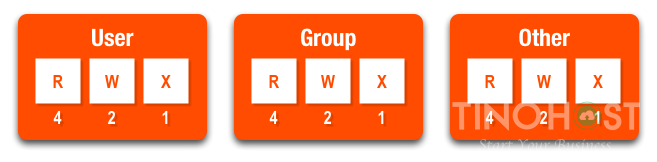 User
R W X
4 2 1
Group
R W X
4 2 1
Other
R W X
4 2 1
TINOHOST
Start Your Business